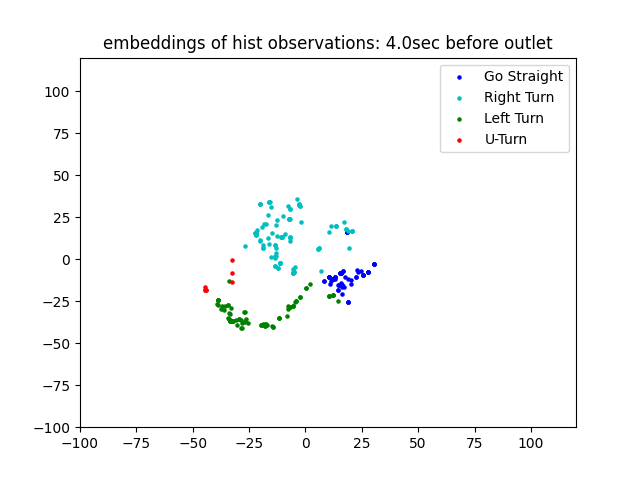 embeddings of hist observations: 4.0sec before outlet
Go Straight
Right Turn
Left Turn
U-Turn
100
75
50
25
0
−25
−50
−75
−100
−100 −75 −50 −25 0 25 50 75 100